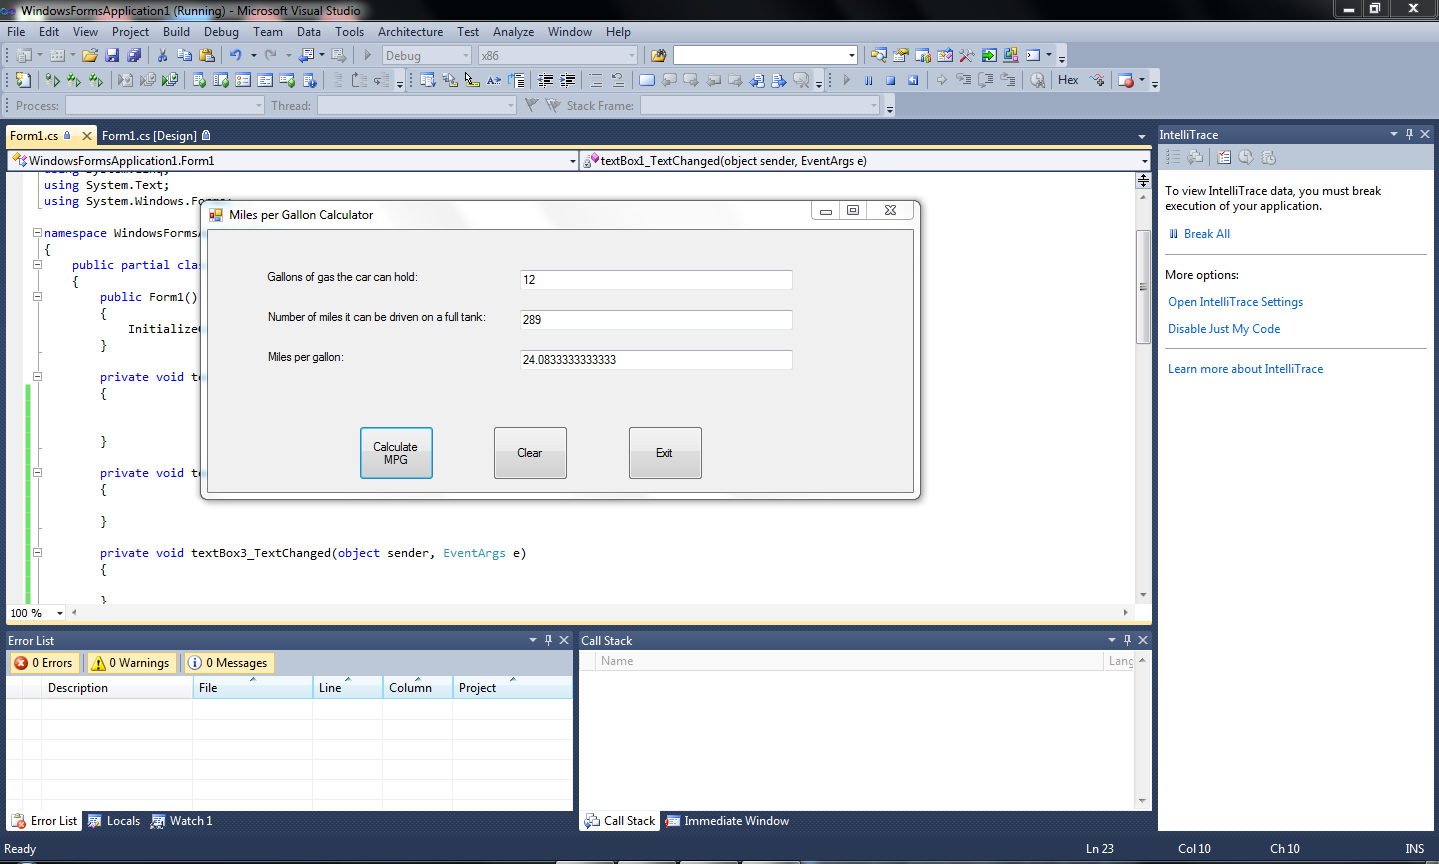 WindowsFormsApplication1 (Running) - Microsoft Visual Studio
File Edit View Project Build Debug Team Data Tools Architecture Test Analyze Window Help
Debug x86
Hex
Process: Thread: Stack Frame:
Form1.cs Form1.cs [Design]
WindowsFormsApplication1.Form1 textBox1_TextChanged(object sender, EventArgs e)
using System.Text;
using System.Windows.Forms;
namespace WindowsFormsA
{
public partial clas
{
public Form1()
{
Initialize
}
private void te
{
}
private void te
{
}
private void textBox3_TextChanged(object sender, EventArgs e)
{
}
100 %
Miles per Gallon Calculator
Gallons of gas the car can hold: 12
Number of miles it can be driven on a full tank: 289
Miles per gallon: 24.0833333333333
Calculate
MPG
Clear
Exit
IntelliTrace
To view IntelliTrace data, you must break
execution of your application.
Break All
More options:
Open IntelliTrace Settings
Disable Just My Code
Learn more about IntelliTrace
Error List
0 Errors 0 Warnings 0 Messages
Description File Line Column Project
Error List Locals Watch 1
Call Stack
Name Lang
Call Stack Immediate Window
Ready Ln 23 Col 10 Ch 10 INS